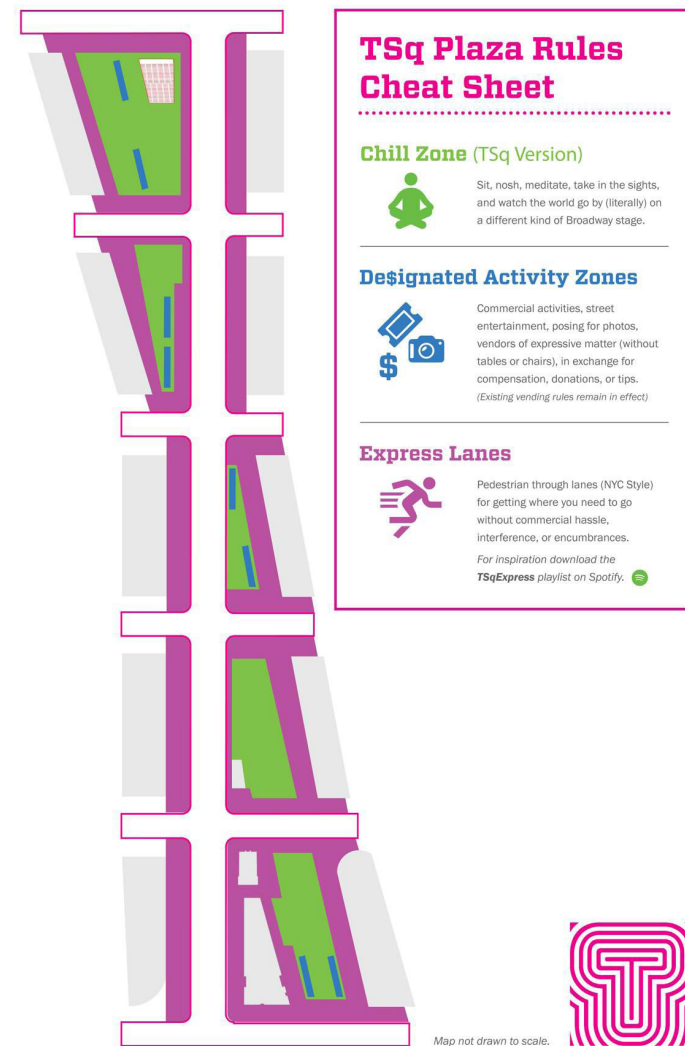 TSq Plaza Rules
Cheat Sheet
Chill Zone (TSq Version)
Sit, nosh, meditate, take in the sights,
and watch the world go by (literally) on
a different kind of Broadway stage.
De$ignated Activity Zones
Commercial activities, street
entertainment, posing for photos,
vendors of expressive matter (without
tables or chairs), in exchange for
compensation, donations, or tips.
(Existing vending rules remain in effect)
$
Express Lanes
Pedestrian through lanes (NYC Style)
for getting where you need to go
without commercial hassle,
interference, or encumbrances.
For inspiration download the
TSqExpress playlist on Spotify.
Map not drawn to scale.
T